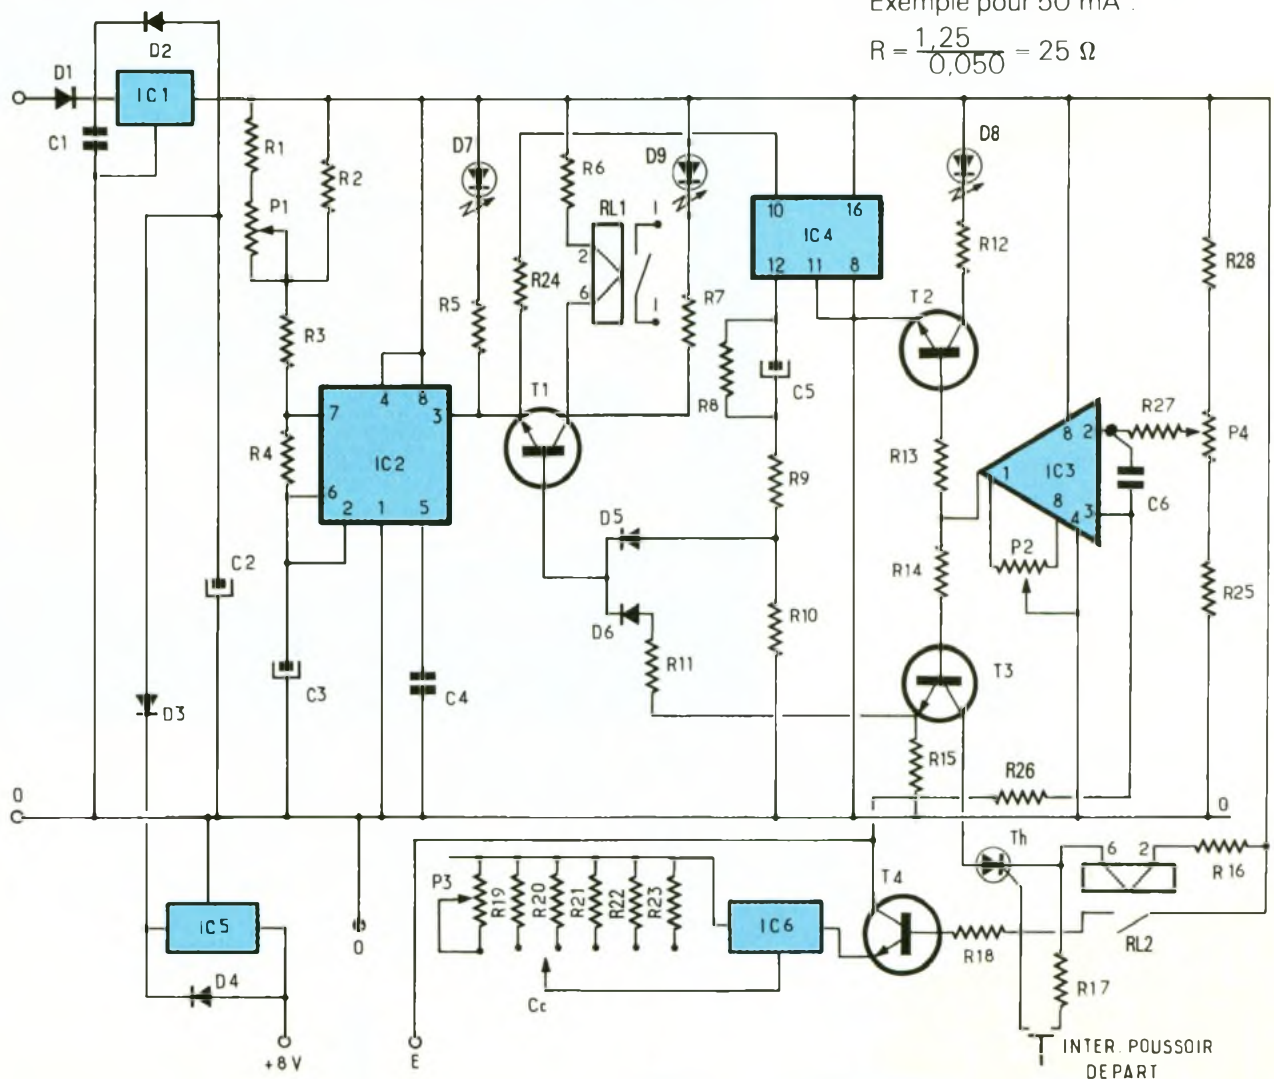 Exemple pour 50 mA :
R = 1,25 / 0,050 = 25 Ω
D2
D1
IC1
C1
R1
R2
P1
D7
R6
D9
D8
RL1
10 16
IC4
12 11 8
2
6
R24
R12
R28
R3
R5
R7
T2
R8
C5
T1
7
4 8
3
R4
IC2
6
2 1 5
R13
R9
8 2
R27
P4
1
IC3
8
4 3
C6
D5
C2
R14
P2
R25
D6
R10
R11
T3
C3
C4
D3
R15
R26
0
0
Th
6 2
R16
P3
R19
R20
R21
R22
R23
T4
IC5
0
IC6
R18
RL2
D4
R17
Cc
+8V
E
INTER. POUSSOIR
DEPART